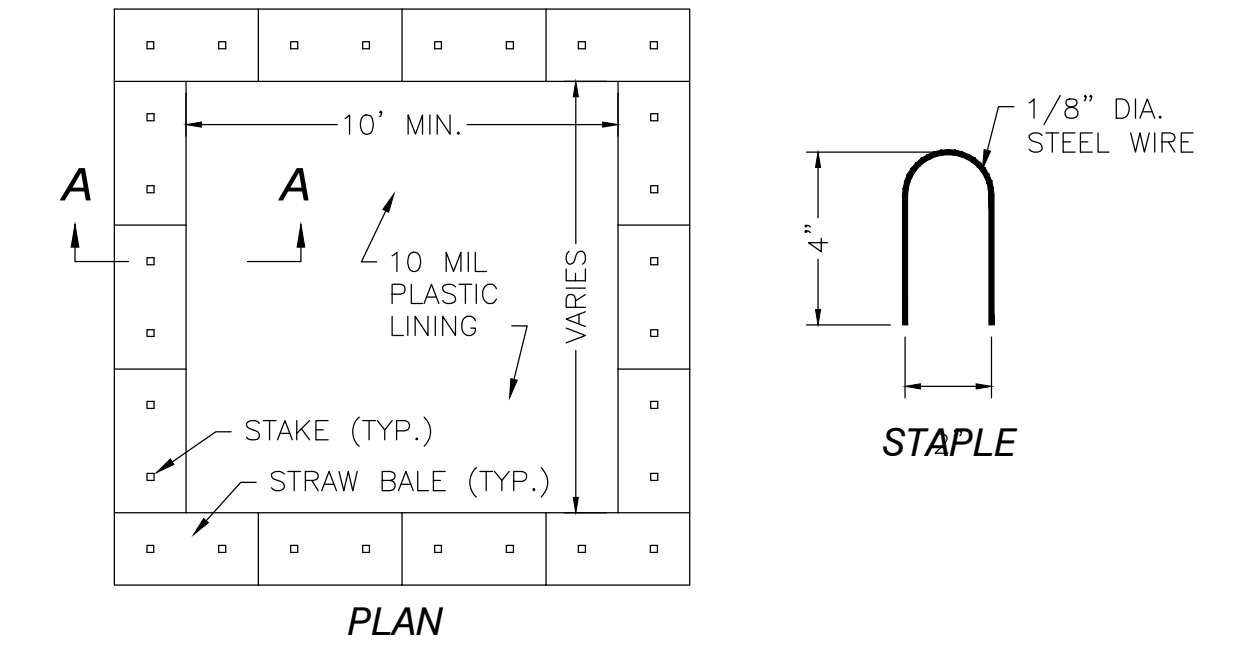 10' MIN.
A
A
10 MIL
PLASTIC
LINING
VARIES
STAKE (TYP.)
STRAW BALE (TYP.)
PLAN
1/8" DIA.
STEEL WIRE
4"
2"
STAPLE